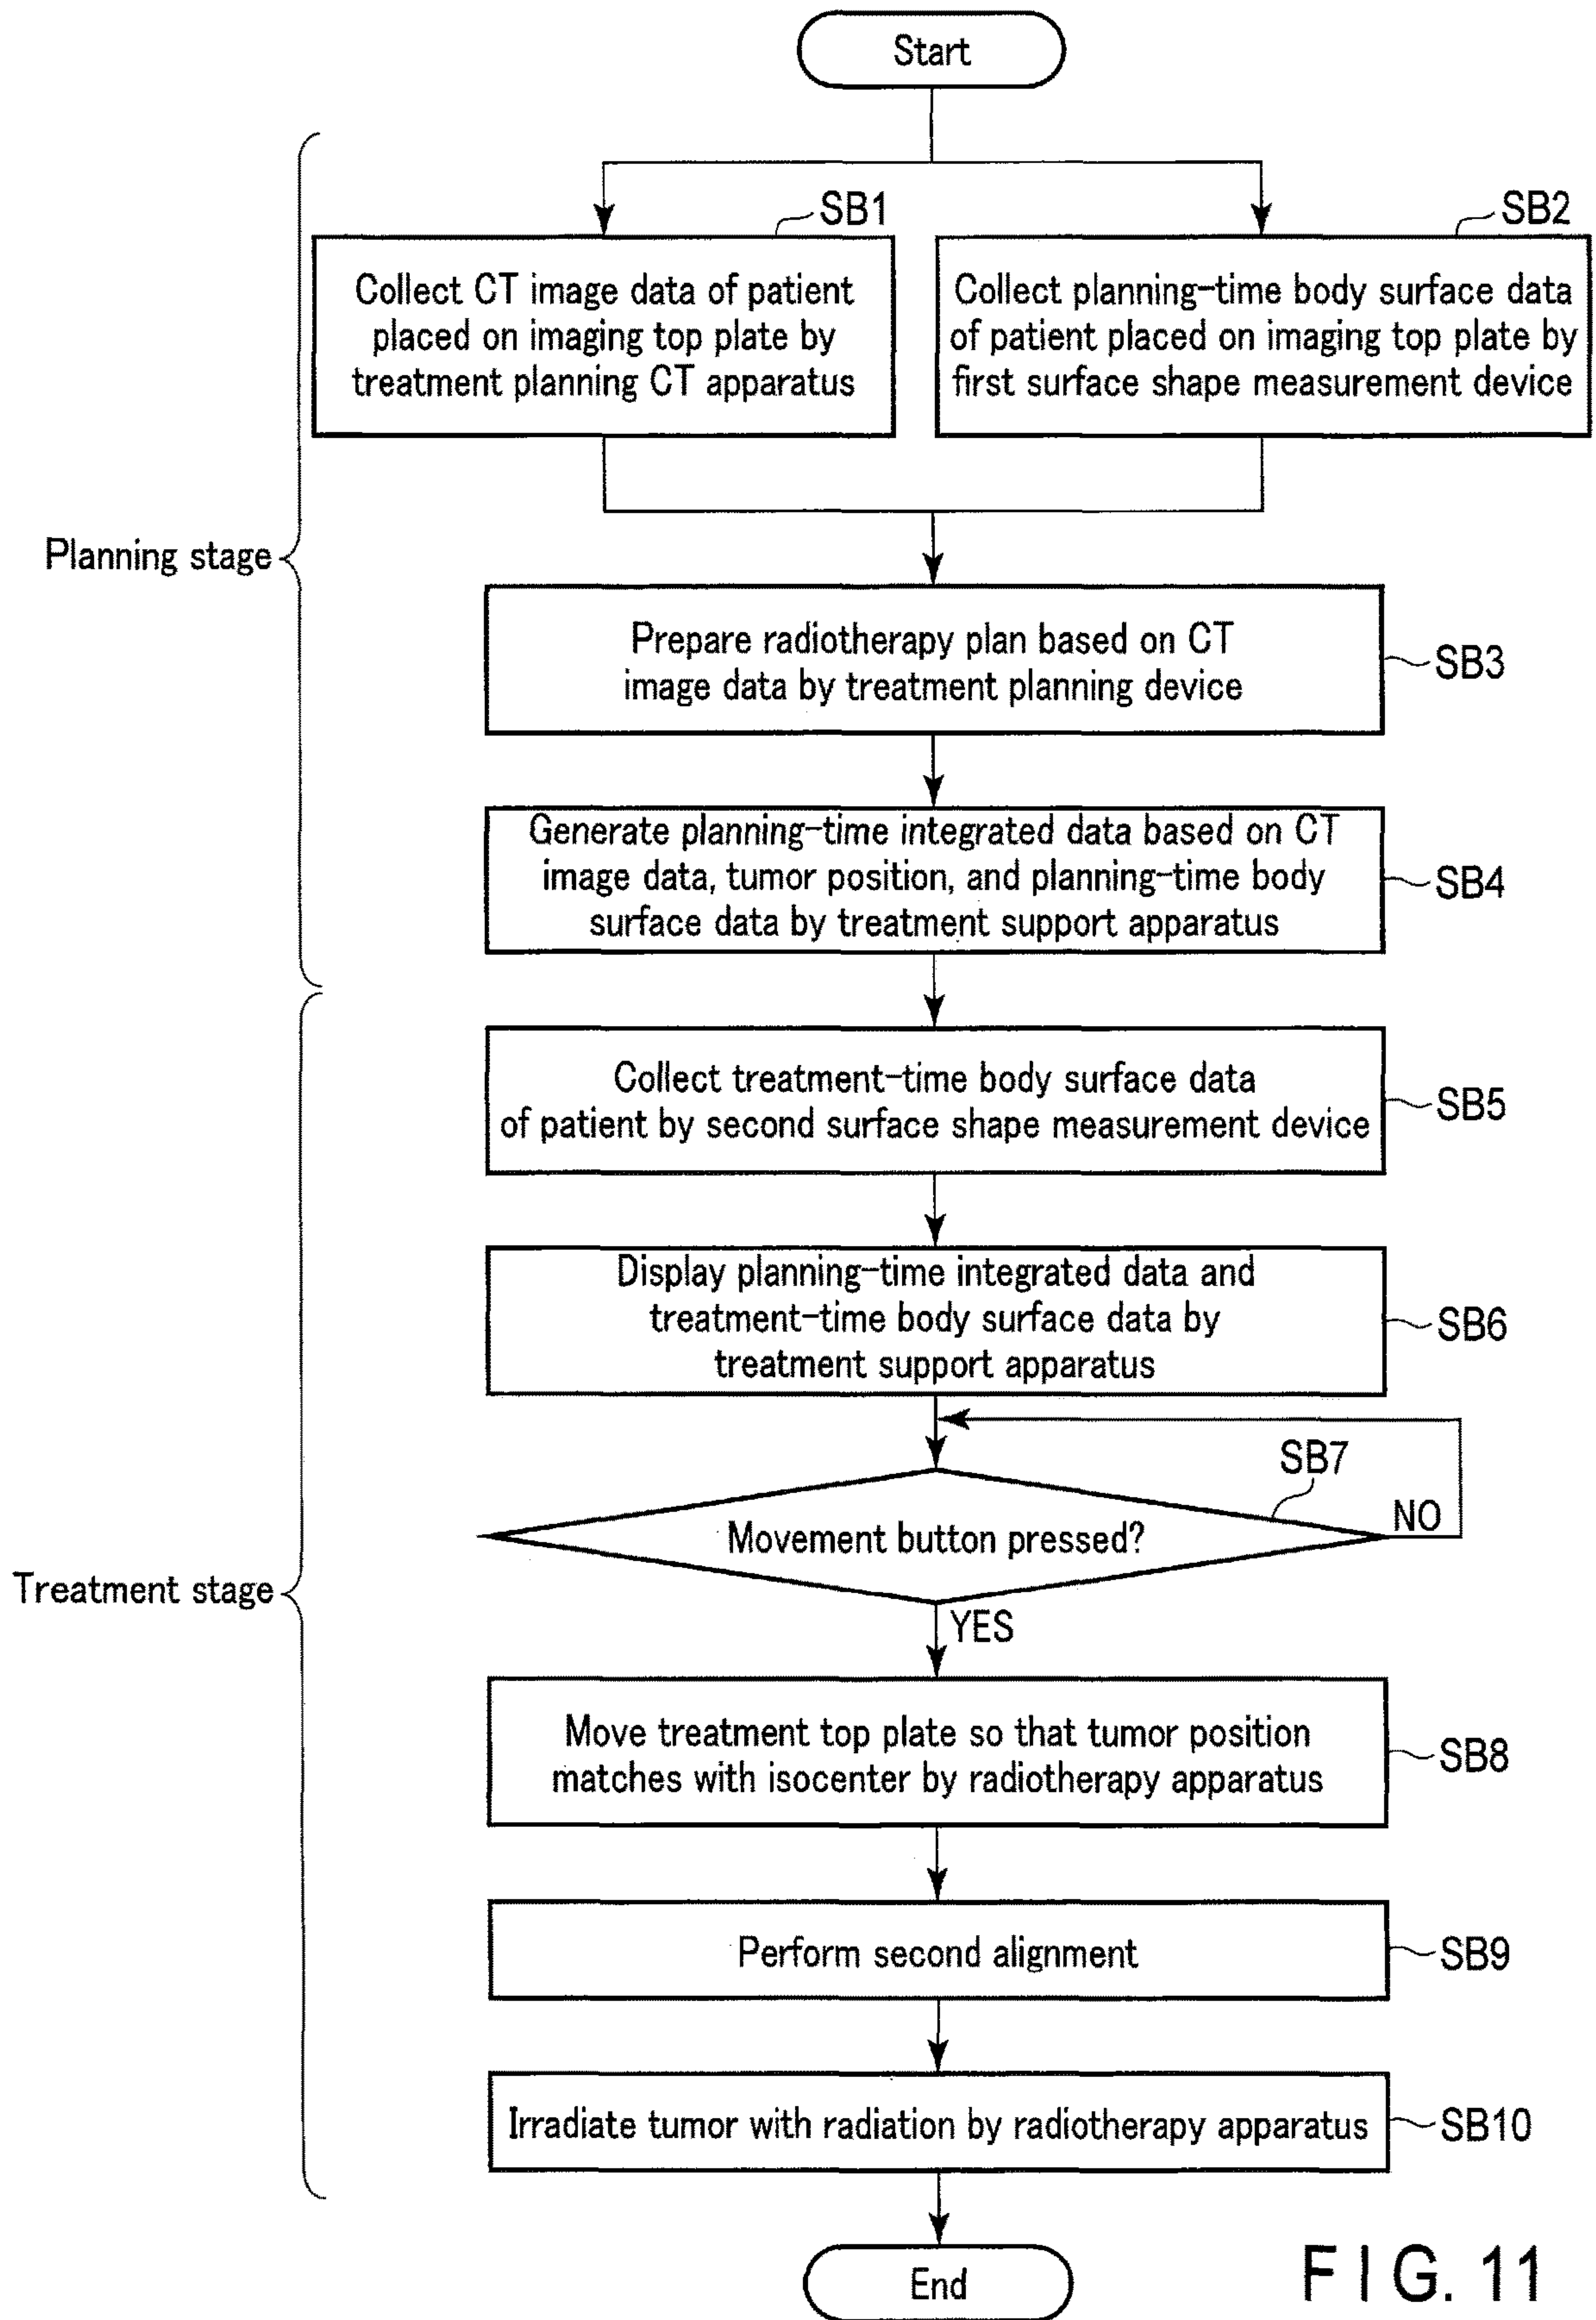 Start
SB1
SB2
Collect CT image data of patient
placed on imaging top plate by
treatment planning CT apparatus
Collect planning-time body surface data
of patient placed on imaging top plate by
first surface shape measurement device
Planning stage
Prepare radiotherapy plan based on CT
image data by treatment planning device
SB3
Generate planning-time integrated data based on CT
image data, tumor position, and planning-time body
surface data by treatment support apparatus
SB4
Collect treatment-time body surface data
of patient by second surface shape measurement device
SB5
Display planning-time integrated data and
treatment-time body surface data by
treatment support apparatus
SB6
SB7
Movement button pressed?
NO
Treatment stage
YES
Move treatment top plate so that tumor position
matches with isocenter by radiotherapy apparatus
SB8
Perform second alignment
SB9
Irradiate tumor with radiation by radiotherapy apparatus
SB10
End
FIG. 11